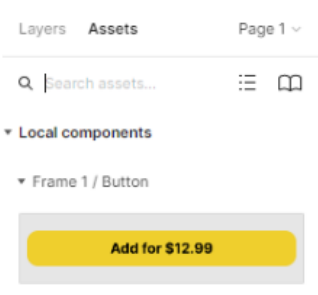 Layers Assets Page 1
Search assets...
Local components
Frame 1 / Button
Add for $12.99